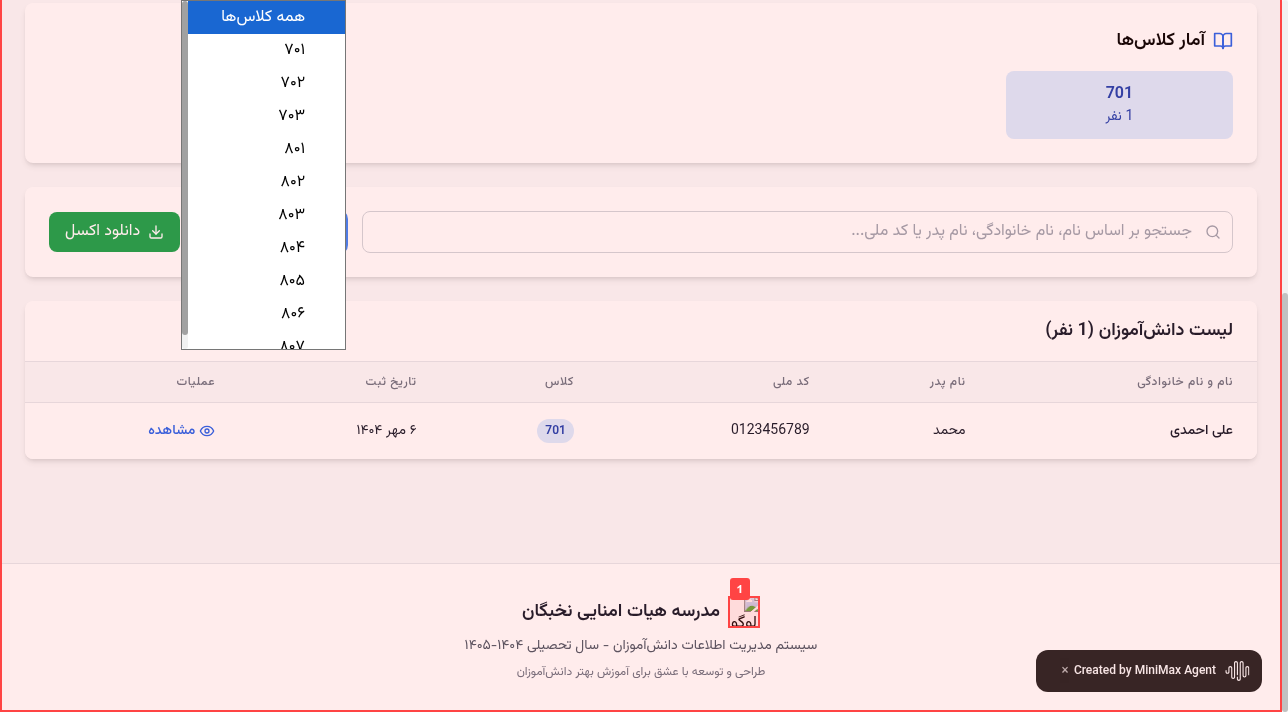 آمار کلاس‌ها
701
1 نفر
همه کلاس‌ها
۷۰۱
۷۰۲
۷۰۳
۸۰۱
۸۰۲
۸۰۳
۸۰۴
۸۰۵
۸۰۶
۸۰۷
جستجو بر اساس نام، نام خانوادگی، نام پدر یا کد ملی...
دانلود اکسل
لیست دانش‌آموزان (1 نفر)
نام و نام خانوادگی نام پدر کد ملی کلاس تاریخ ثبت عملیات
علی احمدی محمد 0123456789 701 ۶ مهر ۱۴۰۴ مشاهده
1
لوگو
مدرسه هیات امنایی نخبگان
سیستم مدیریت اطلاعات دانش‌آموزان - سال تحصیلی ۱۴۰۴-۱۴۰۵
طراحی و توسعه با عشق برای آموزش بهتر دانش‌آموزان
Created by MiniMax Agent ×